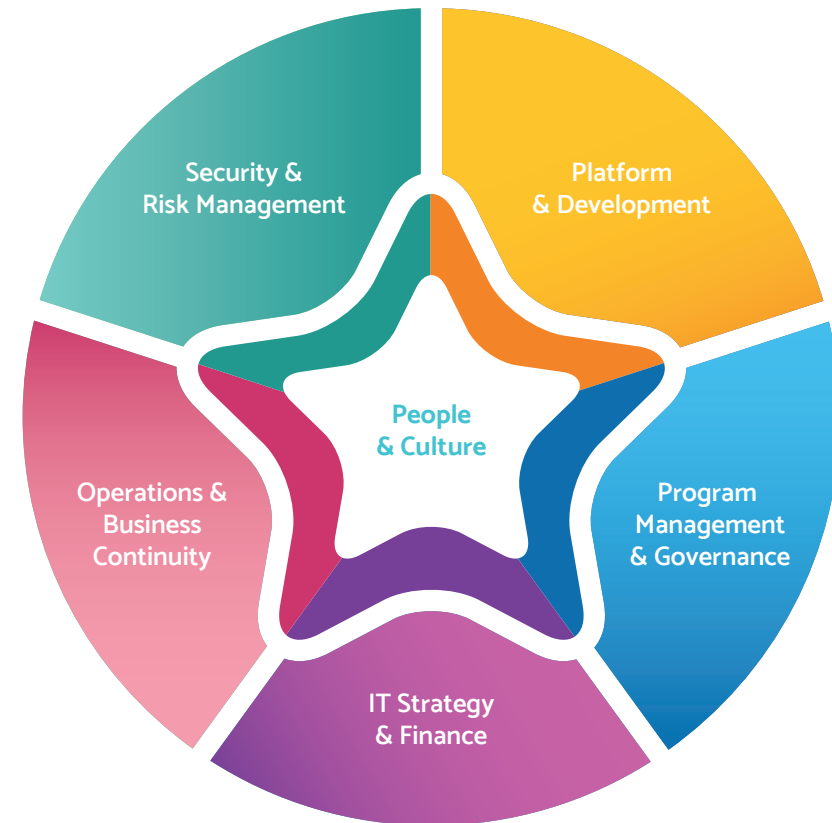 Security &
Risk Management
Platform
& Development
People
& Culture
Operations &
Business
Continuity
Program
Management
& Governance
IT Strategy
& Finance